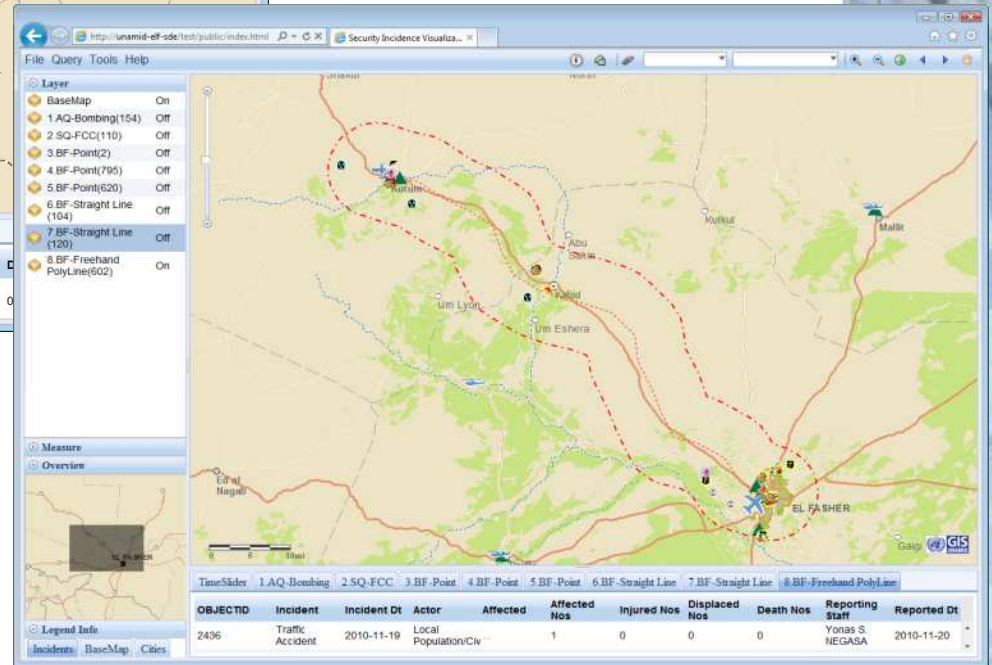 http://unamid-elf-sde/test/public/index.html
Security Incidence Visualiza...
File Query Tools Help
Layer
BaseMap On
1.AQ-Bombing(154) Off
2.SQ-FCC(110) Off
3.BF-Point(2) Off
4.BF-Point(795) Off
5.BF-Point(620) Off
6.BF-Straight Line
(104) Off
7.BF-Straight Line
(120) Off
8.BF-Freehand
PolyLine(602) On
Measure
Overview
EL FASHER
Legend Info
Incidents BaseMap Cities
Kutum
Kulkul
Mallit
Abu
Sakin
Kafod
Um Lyon
Um Eshera
Ed al
Nagab
EL FASHER
Galgi
GIS
TimeSlider 1.AQ-Bombing 2.SQ-FCC 3.BF-Point 4.BF-Point 5.BF-Point 6.BF-Straight Line 7.BF-Straight Line 8.BF-Freehand PolyLine
OBJECTID Incident Incident Dt Actor Affected Affected Nos Injured Nos Displaced Nos Death Nos Reporting Staff Reported Dt
2436 Traffic Accident 2010-11-19 Local Population/Civ 1 0 0 0 Yonas S. NEGASA 2010-11-20